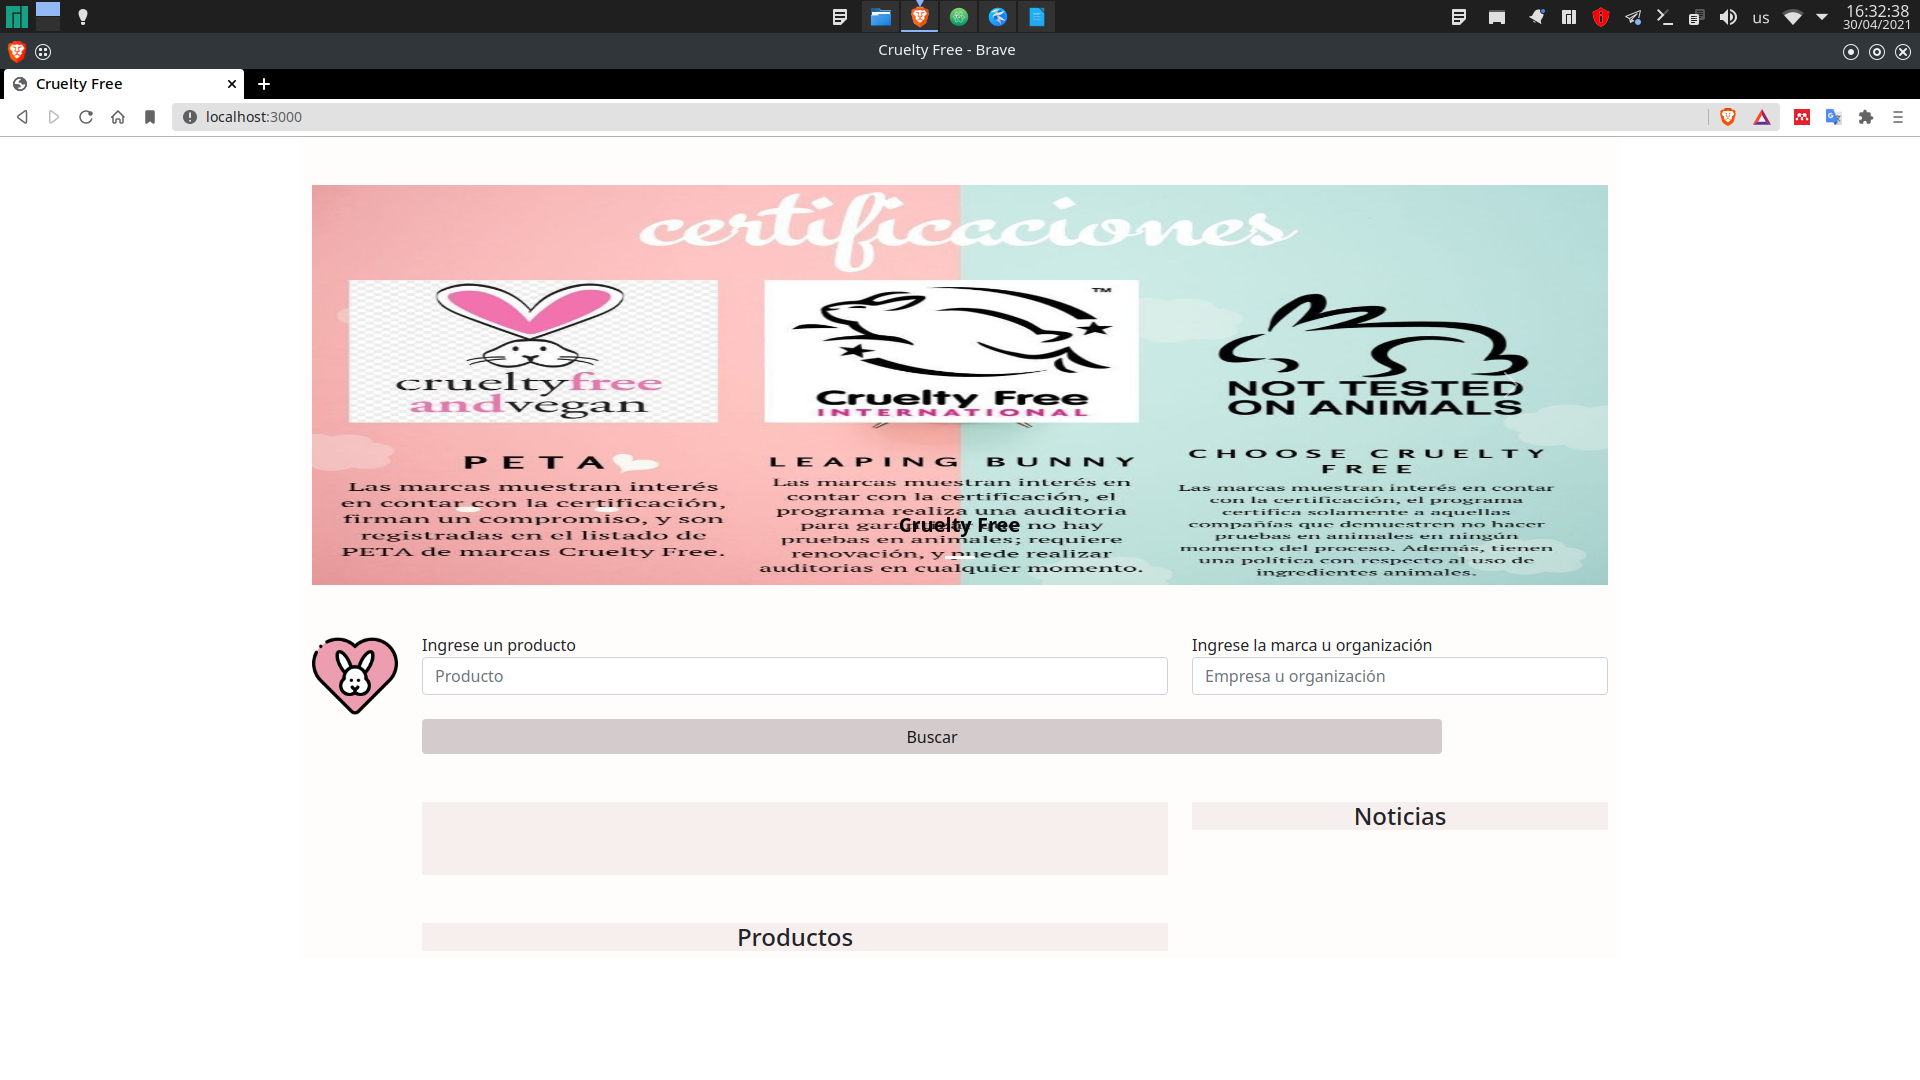 16:32:38
us
30/04/2021
Cruelty Free - Brave
Cruelty Free
localhost:3000
certificaciones
crueltyfree
andvegan
TM
Cruelty Free
INTERNATIONAL
NOT TESTED
ON ANIMALS
PETA
Las marcas muestran interés
en contar con la certificación,
firman un compromiso, y son
registradas en el listado de
PETA de marcas Cruelty Free.
LEAPING BUNNY
Las marcas muestran interés en
contar con la certificación, el
programa realiza una auditoria
para no hay
pruebas en animales; requiere
renovación, y puede realizar
auditorias en cualquier momento.
Cruelty Free
CHOOSE CRUELTY
FREE
Las marcas muestran interés en contar
con la certificación, el programa
certifica solamente a aquellas
compañías que demuestren no hacer
pruebas en animales en ningún
momento del proceso. Además, tienen
una política con respecto al uso de
ingredientes animales.
Ingrese un producto
Producto
Ingrese la marca u organización
Empresa u organización
Buscar
Noticias
Productos